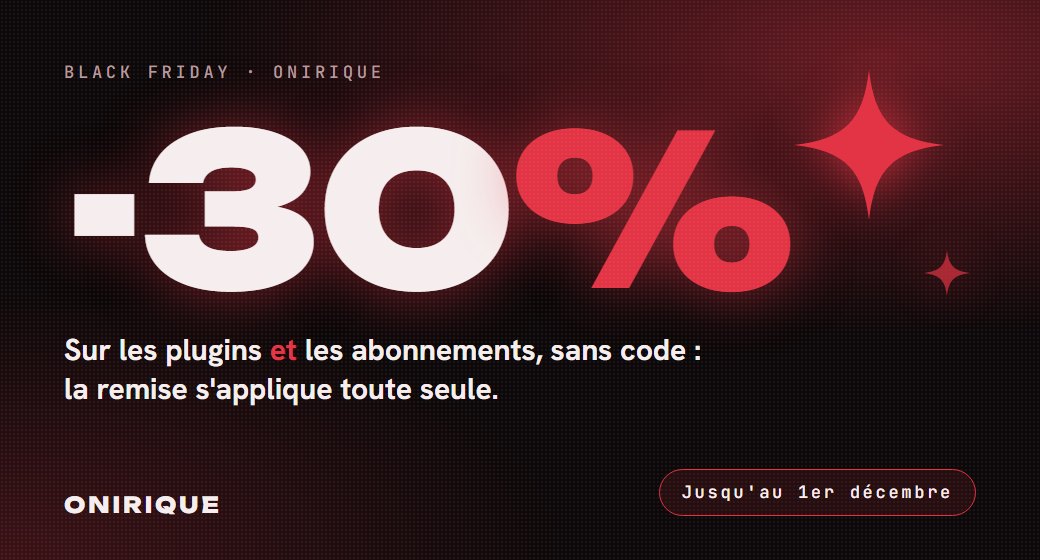 BLACK FRIDAY · ONIRIQUE
-30%
Sur les plugins et les abonnements, sans code :
la remise s'applique toute seule.
ONIRIQUE
Jusqu'au 1er décembre